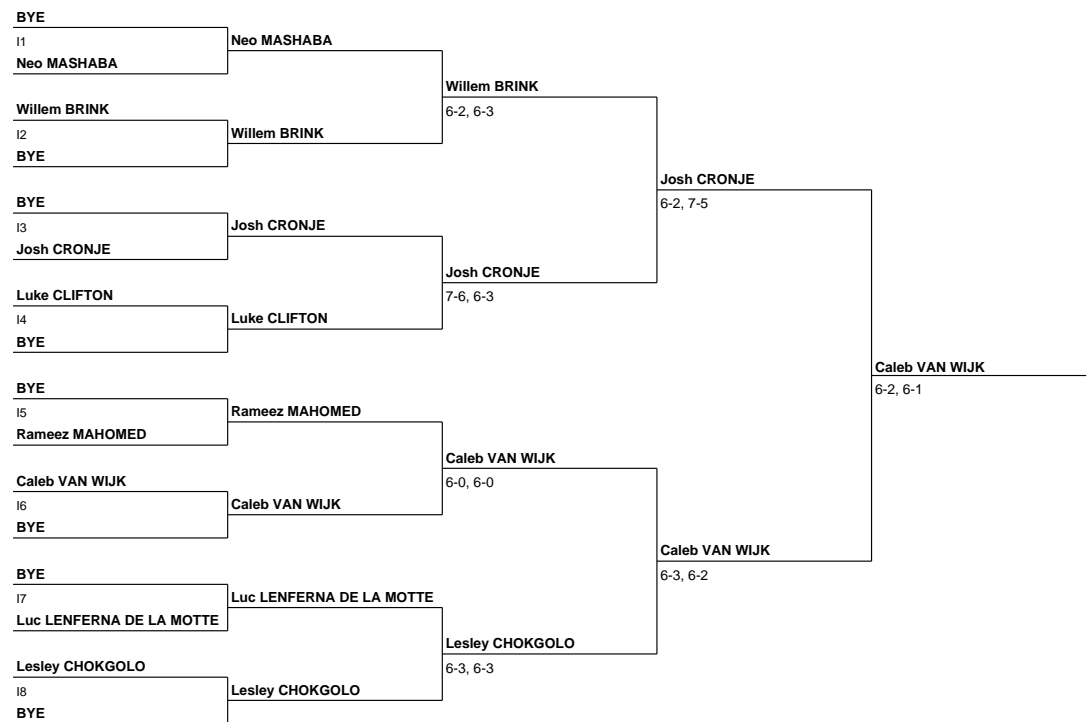 BYE
I1
Neo MASHABA
Neo MASHABA
Willem BRINK
6-2, 6-3
Willem BRINK
I2
BYE
Willem BRINK
Josh CRONJE
6-2, 7-5
BYE
I3
Josh CRONJE
Josh CRONJE
Josh CRONJE
7-6, 6-3
Luke CLIFTON
I4
BYE
Luke CLIFTON
Caleb VAN WIJK
6-2, 6-1
BYE
I5
Rameez MAHOMED
Rameez MAHOMED
Caleb VAN WIJK
6-0, 6-0
Caleb VAN WIJK
I6
BYE
Caleb VAN WIJK
Caleb VAN WIJK
6-3, 6-2
BYE
I7
Luc LENFERNA DE LA MOTTE
Luc LENFERNA DE LA MOTTE
Lesley CHOKGOLO
6-3, 6-3
Lesley CHOKGOLO
I8
BYE
Lesley CHOKGOLO